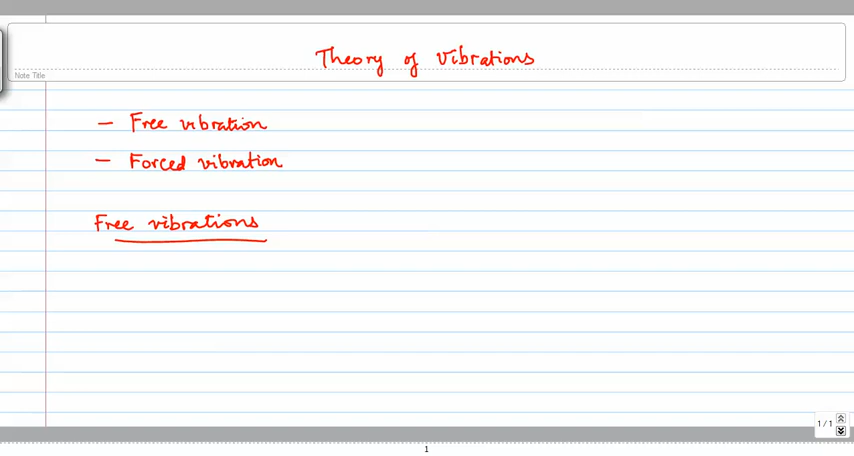 Theory of Vibrations
Note Title
— Free vibration
— Forced vibration
Free vibrations
1/1
1